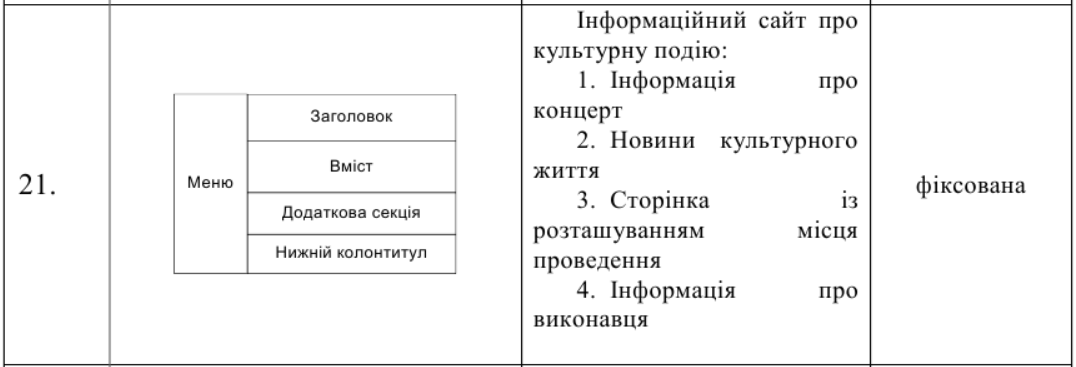 21.
Меню
Заголовок
Вміст
Додаткова секція
Нижній колонтитул
Інформаційний сайт про
культурну подію:
1. Інформація про
концерт
2. Новини культурного
життя
3. Сторінка із
розташуванням місця
проведення
4. Інформація про
виконавця
фіксована